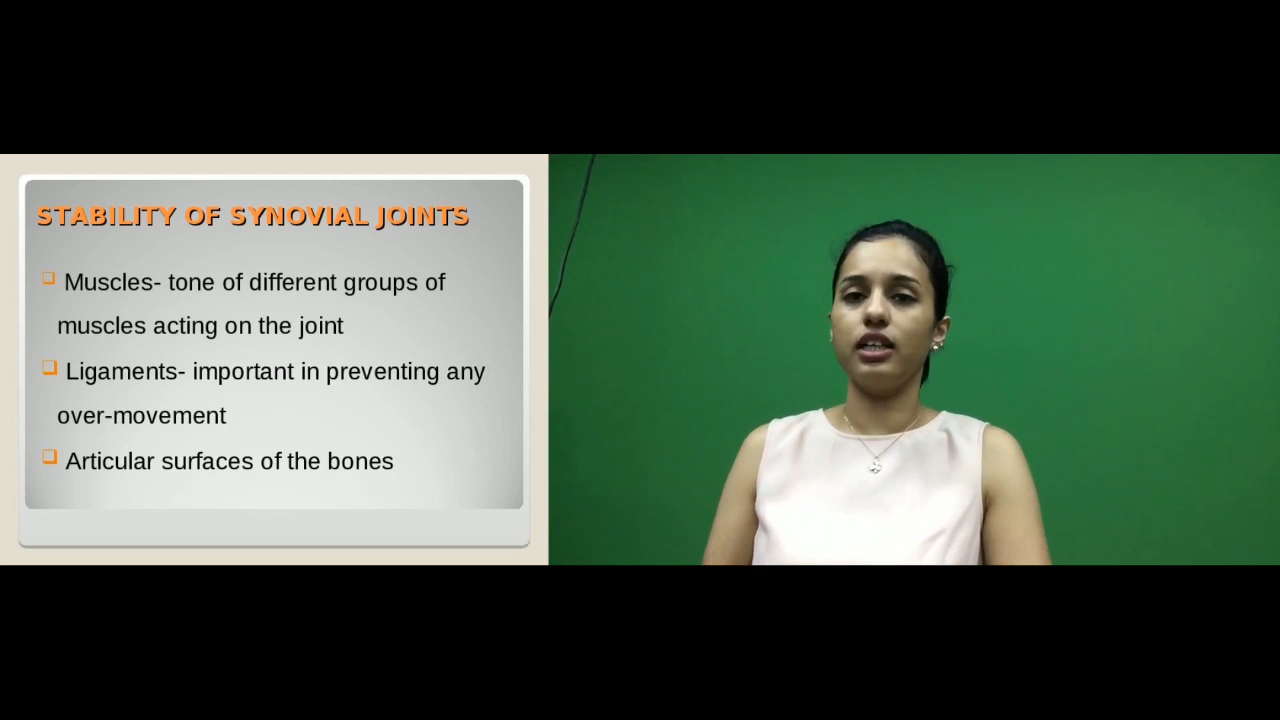 STABILITY OF SYNOVIAL JOINTS
Muscles- tone of different groups of
muscles acting on the joint
Ligaments- important in preventing any
over-movement
Articular surfaces of the bones